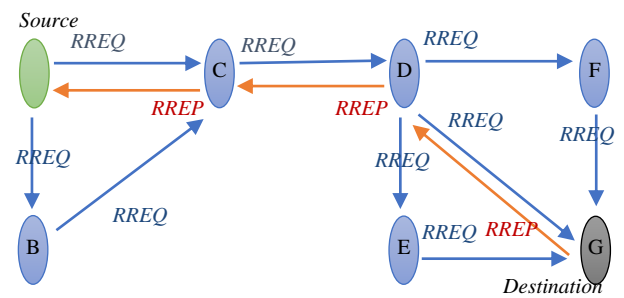 Source
RREQ
RREQ
RREQ
C
D
F
RREP
RREP
RREQ
RREQ
RREQ
RREQ
RREQ
B
E
RREQ
RREP
G
Destination